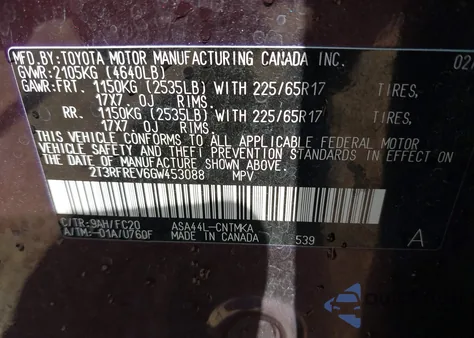 MFD. BY: TOYOTA MOTOR MANUFACTURING CANADA INC. 02/
GVWR: 2105KG (4640LB)
GAWR: FRT. 1150KG (2535LB) WITH 225/65R17 TIRES,
17X7.0J RIMS.
RR. 1150KG (2535LB) WITH 225/65R17 TIRES,
17X7.0J RIMS.
THIS VEHICLE CONFORMS TO ALL APPLICABLE FEDERAL MOTOR
VEHICLE SAFETY AND THEFT PREVENTION STANDARDS IN EFFECT ON
THE DATE OF MANUFACTURE SHOWN ABOVE.
2T3RFREV6GW453088 MPV
C/TR: 9AH/FC20 ASA44L-CNTMKA
A/TM: -01A/U760F MADE IN CANADA 539 A